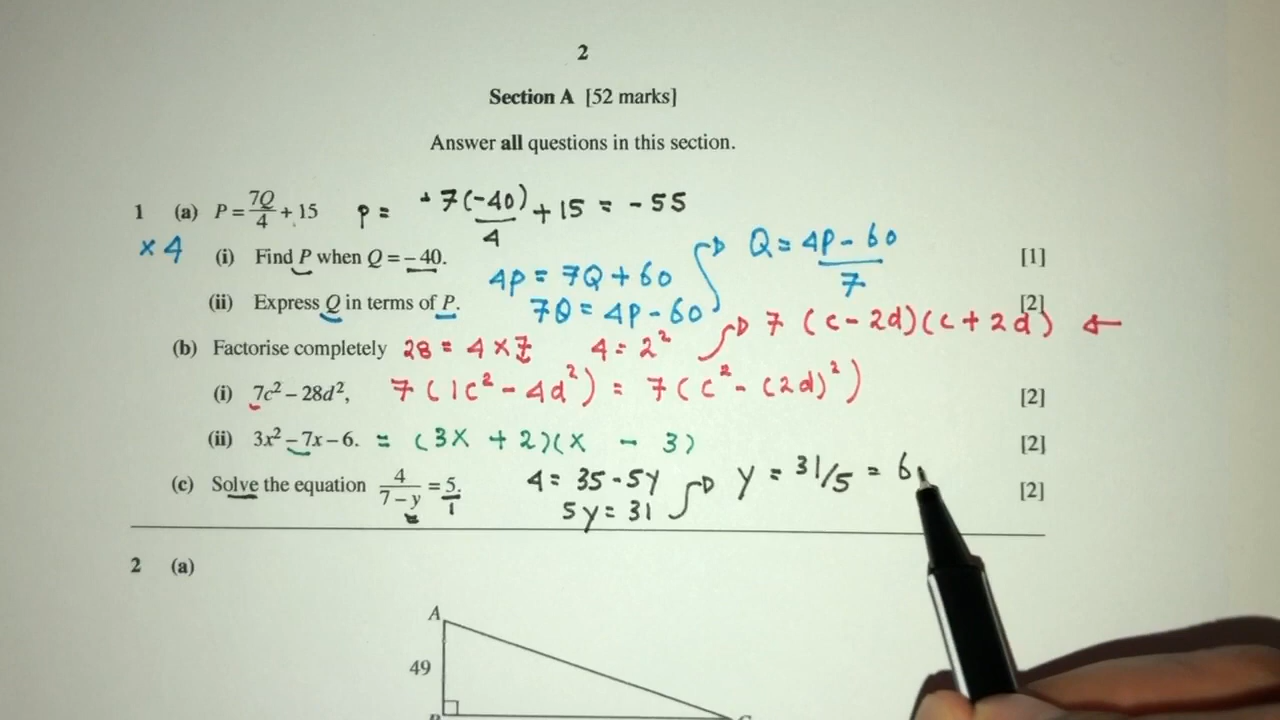 2
Section A [52 marks]
Answer all questions in this section.
1 (a) P = 7Q/4 + 15 P = + 7(-40)/4 + 15 = - 55
× 4 (i) Find P when Q = – 40. [1]
4P = 7Q + 60 Q = 4P - 60/7
(ii) Express Q in terms of P. [2]
7Q = 4P - 60
7 (c - 2d)(c + 2d)
(b) Factorise completely 28 = 4 × 7 4 = 2²
(i) 7c² – 28d², 7 (1c² - 4d²) = 7 (c² - (2d)²) [2]
(ii) 3x² – 7x – 6. = (3x + 2)(x - 3) [2]
(c) Solve the equation 4/7 – y = 5. 1 [2]
4 = 35 - 5y y = 31/5 = 6
5y = 31
2 (a)
A
49